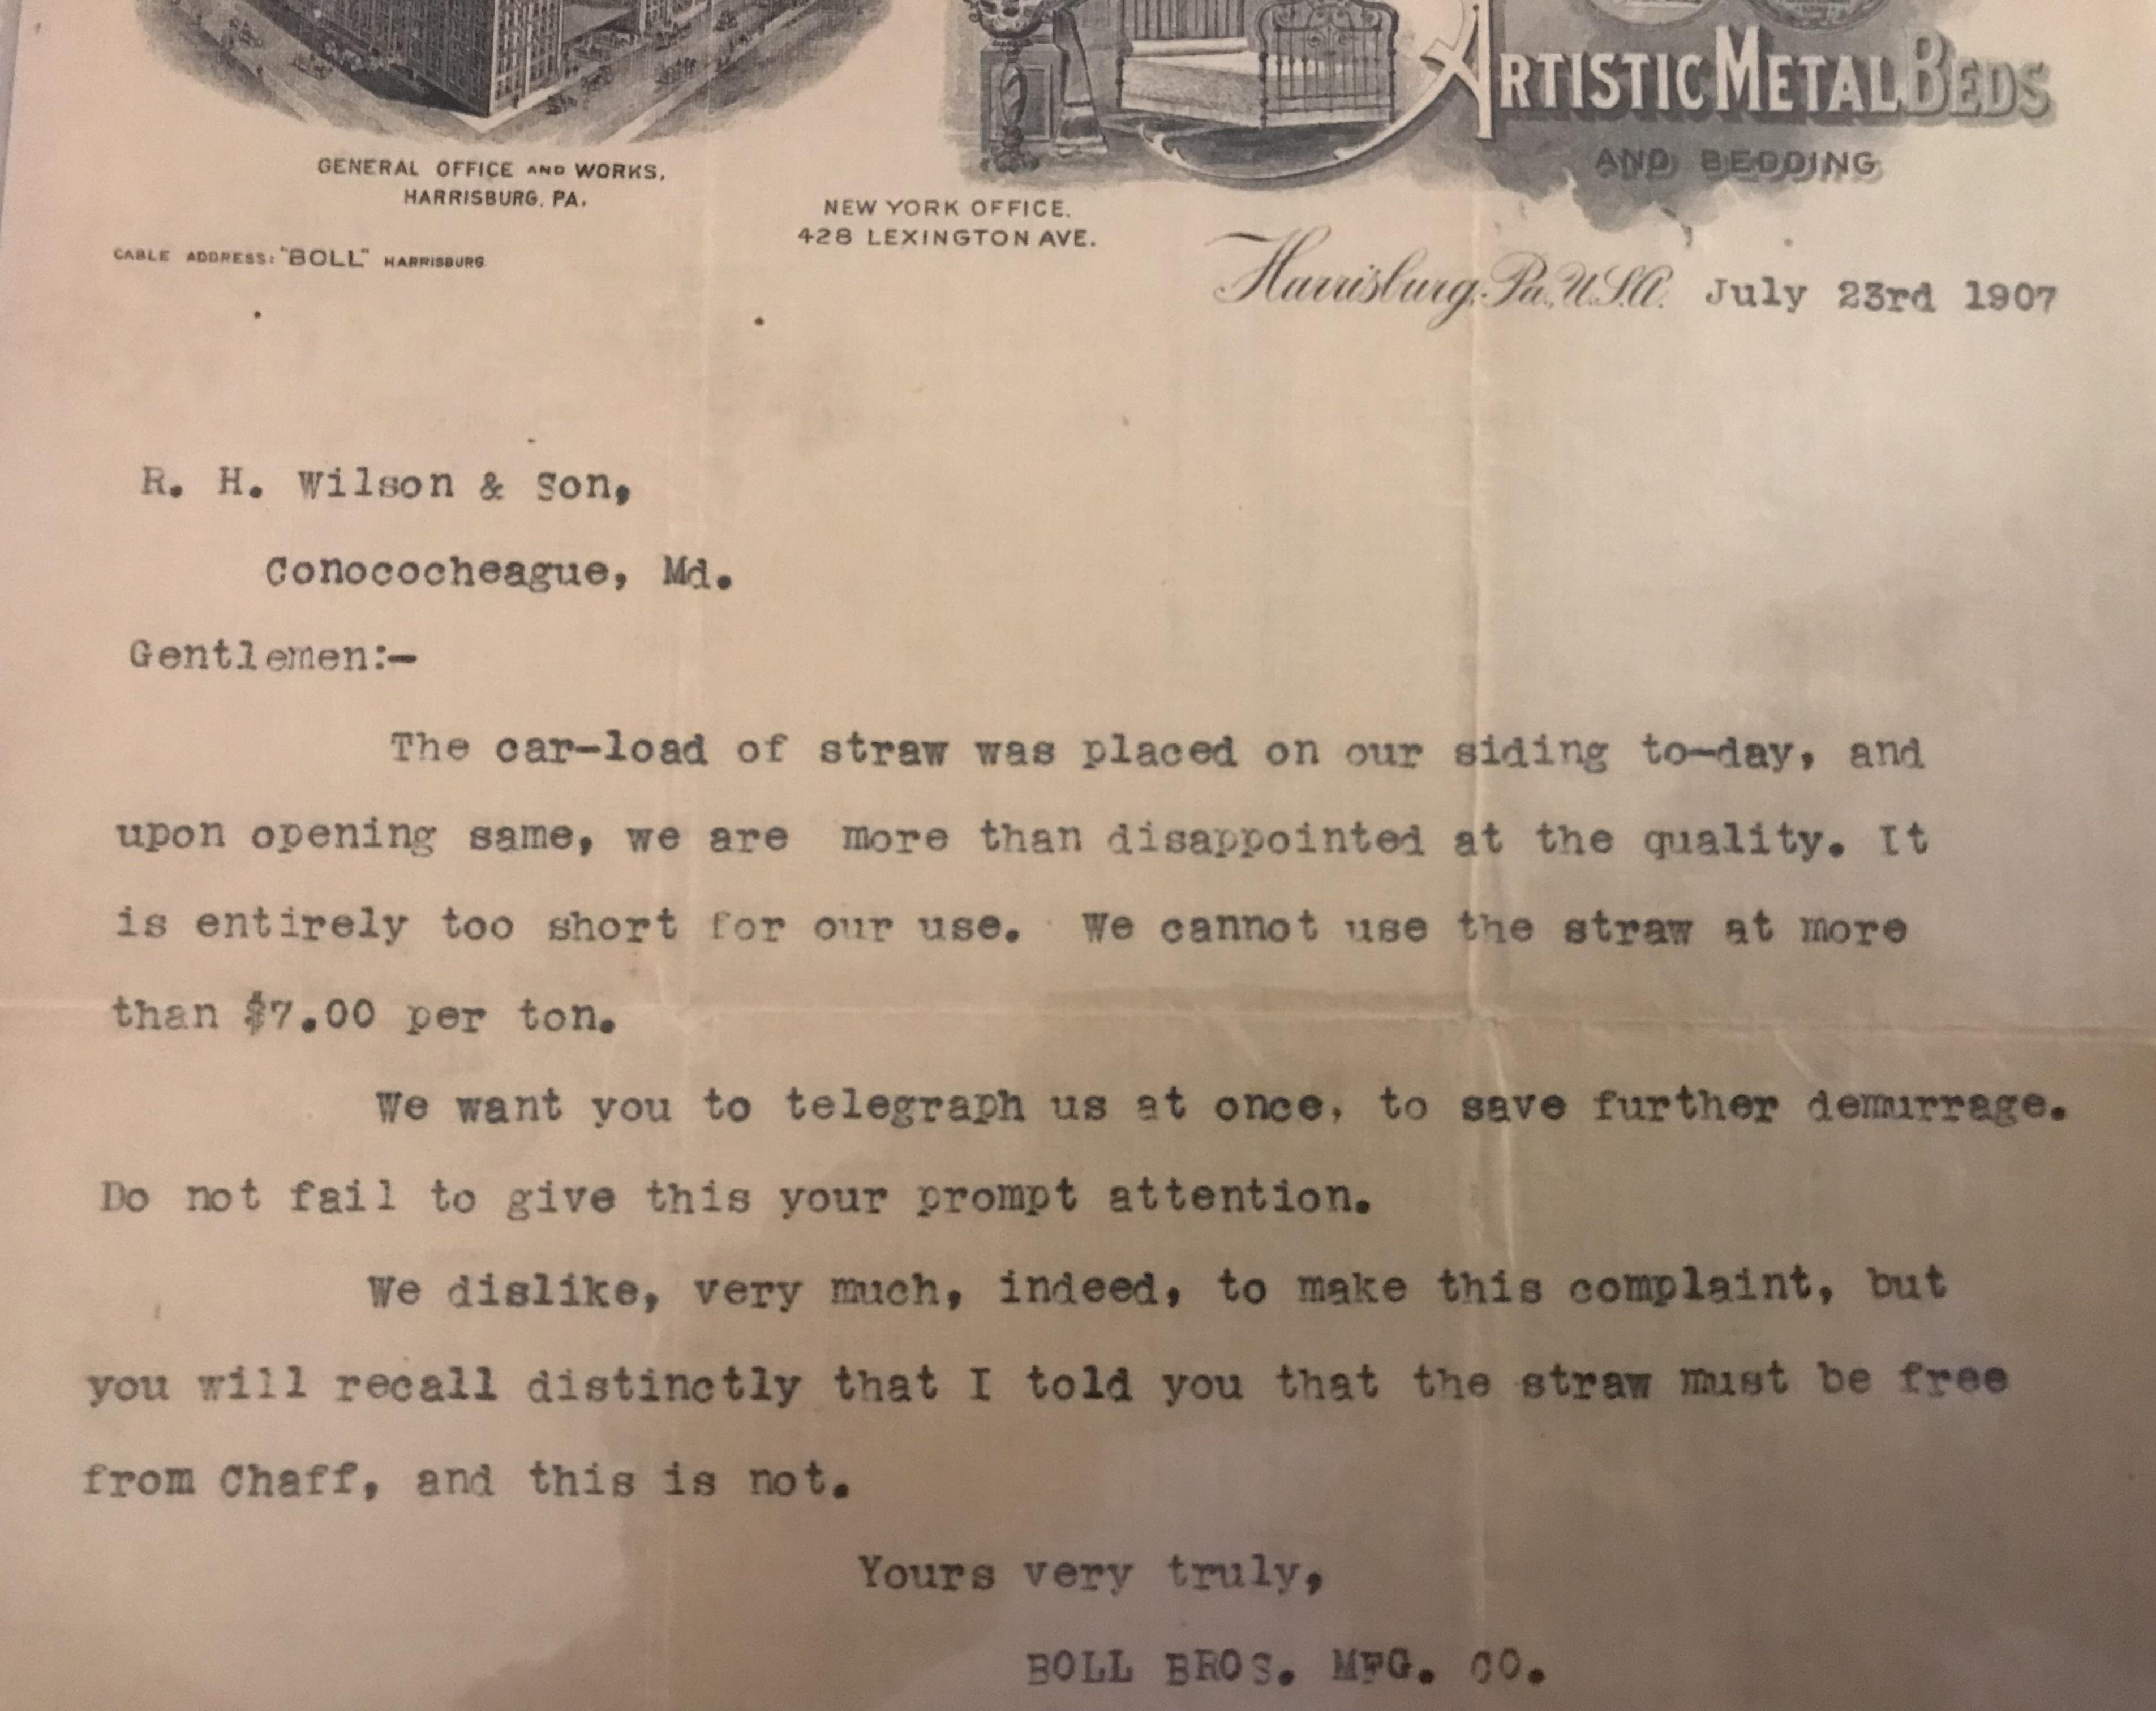 ARTISTIC METAL BEDS
AND BEDDING
GENERAL OFFICE AND WORKS,
HARRISBURG, PA.
NEW YORK OFFICE.
428 LEXINGTON AVE.
CABLE ADDRESS: "BOLL" HARRISBURG
Harrisburg, Pa., U.S.A. July 23rd 1907
R. H. Wilson & Son,
Conococheague, Md.
Gentlemen:-
The car-load of straw was placed on our siding to-day, and
upon opening same, we are more than disappointed at the quality. It
is entirely too short for our use. We cannot use the straw at more
than $7.00 per ton.
We want you to telegraph us at once, to save further demurrage.
Do not fail to give this your prompt attention.
We dislike, very much, indeed, to make this complaint, but
you will recall distinctly that I told you that the straw must be free
from Chaff, and this is not.
Yours very truly,
BOLL BROS. MFG. CO.